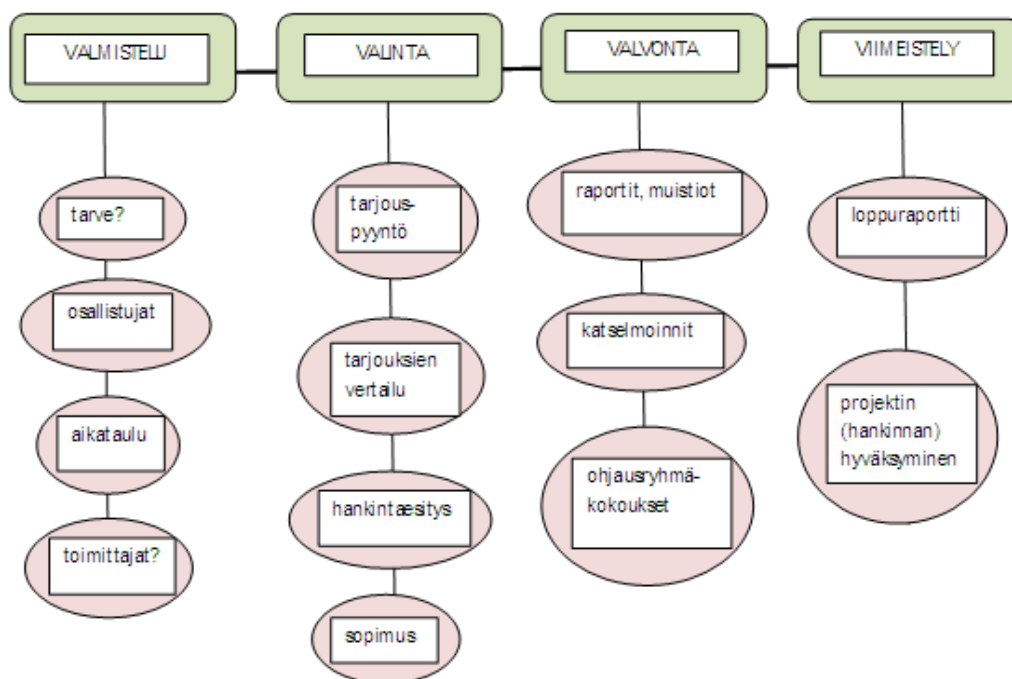 VALMISTELU
VALINTA
VALVONTA
VIIMEISTELY
tarve?
osallistujat
aikataulu
toimittajat?
tarjous-
pyyntö
tarjouksien
vertailu
hankintaesitys
sopimus
raportit, muistiot
katselmoinnit
ohjausryhmä-
kokoukset
loppuraportti
projektin
(hankinnan)
hyväksyminen